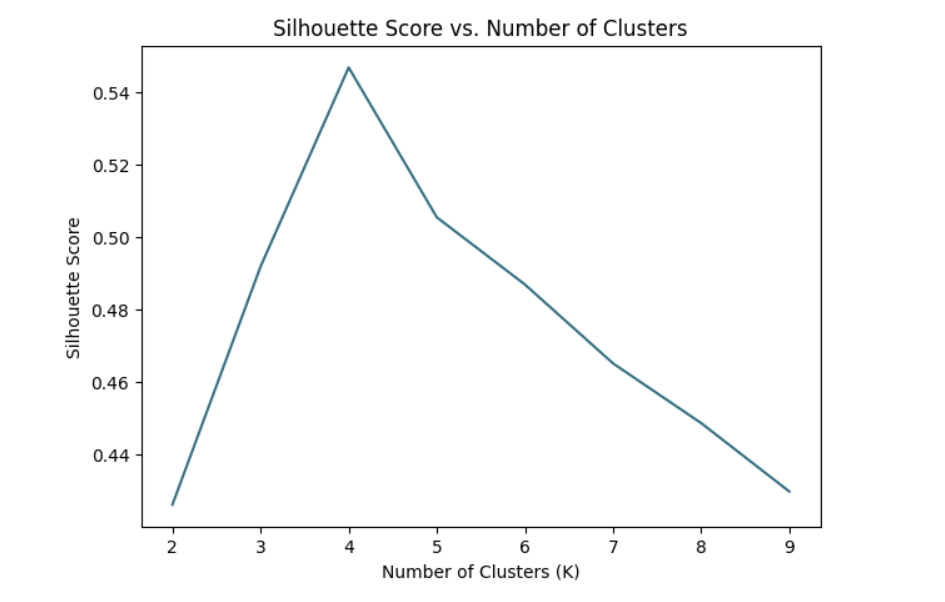 Silhouette Score vs. Number of Clusters
Silhouette Score
0.54
0.52
0.50
0.48
0.46
0.44
2 3 4 5 6 7 8 9
Number of Clusters (K)